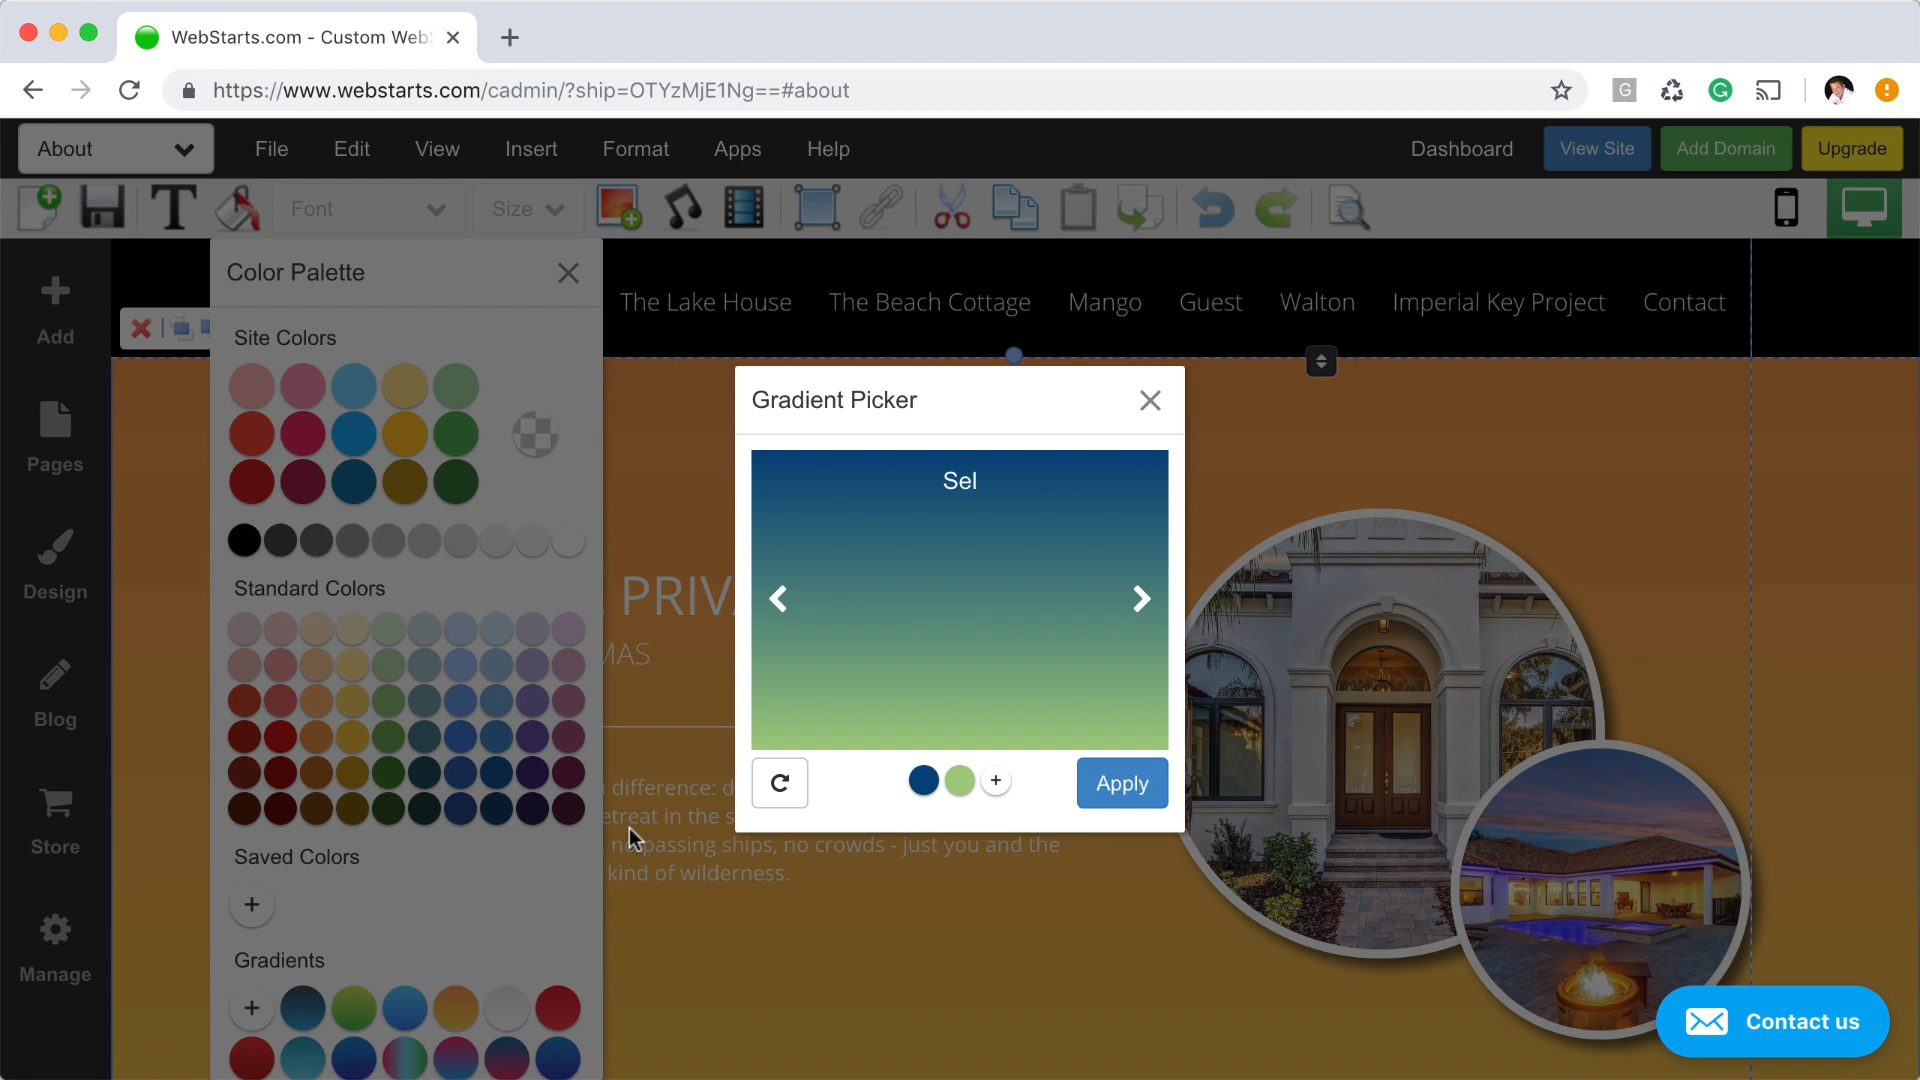 WebStarts.com - Custom Web
https://www.webstarts.com/cadmin/?ship=OTYzMjE1Ng==#about
About
File
Edit
View
Insert
Format
Apps
Help
Dashboard
View Site
Add Domain
Upgrade
Font
Size
Color Palette
The Lake House
The Beach Cottage
Mango
Guest
Walton
Imperial Key Project
Contact
Add
Pages
Design
Blog
Store
Manage
Site Colors
Standard Colors
Saved Colors
Gradients
Gradient Picker
Sel
Apply
PRIV
MAS
difference: d
etreat in the s
passing ships, no crowds - just you and the
kind of wilderness.
Contact us